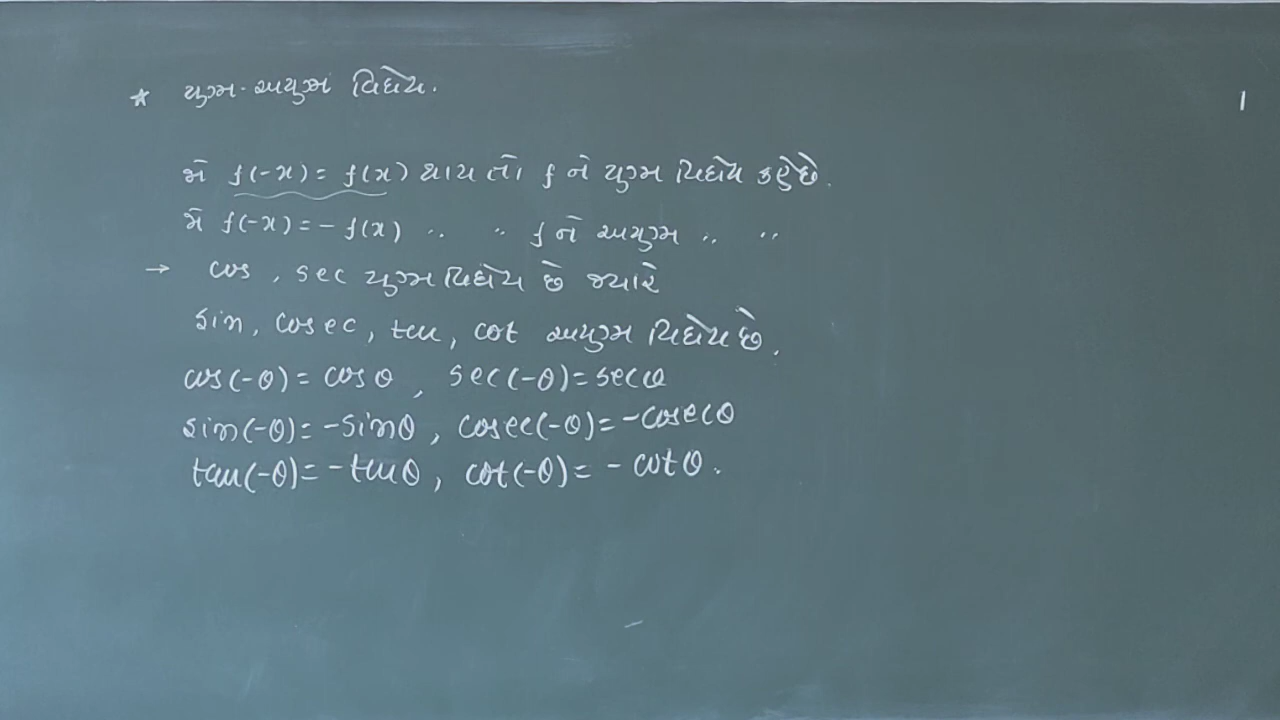 * યુગ્મ-અયુગ્મ વિધેય.
1
જો f(-x) = f(x) થાય તો f ને યુગ્મ વિધેય કહે છે.
જો f(-x) = - f(x) ,, ,, f ને અયુગ્મ ,, ,,
→ cos, sec યુગ્મ વિધેય છે જ્યારે
sin, cosec, tan, cot અયુગ્મ વિધેય છે.
cos(-θ) = cosθ, sec(-θ) = secθ
sin(-θ) = -sinθ, cosec(-θ) = -cosecθ
tan(-θ) = -tanθ, cot(-θ) = - cotθ.